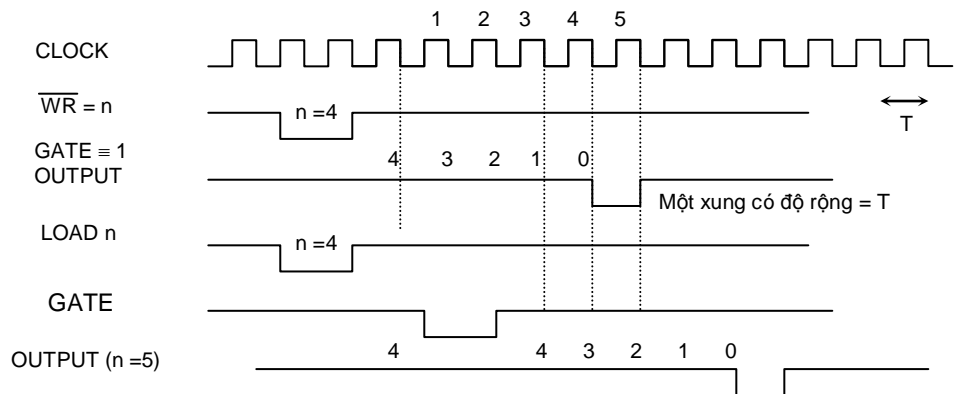 1 2 3 4 5
CLOCK
WR = n
n =4
T
GATE ≡ 1
4 3 2 1 0
OUTPUT
Một xung có độ rộng = T
LOAD n
n =4
GATE
4 4 3 2 1 0
OUTPUT (n =5)